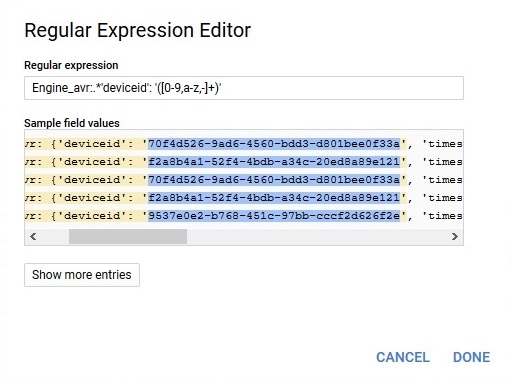 Regular Expression Editor
Regular expression
Engine_avr:.*'deviceid': '([0-9,a-z,-]+)'
Sample field values
vr: {'deviceid': '70f4d526-9ad6-4560-bdd3-d801bee0f33a', 'times
vr: {'deviceid': 'f2a8b4a1-52f4-4bdb-a34c-20ed8a89e121', 'times
vr: {'deviceid': '70f4d526-9ad6-4560-bdd3-d801bee0f33a', 'times
vr: {'deviceid': 'f2a8b4a1-52f4-4bdb-a34c-20ed8a89e121', 'times
vr: {'deviceid': '9537e0e2-b768-451c-97bb-cccf2d626f2e', 'times
Show more entries
CANCEL DONE